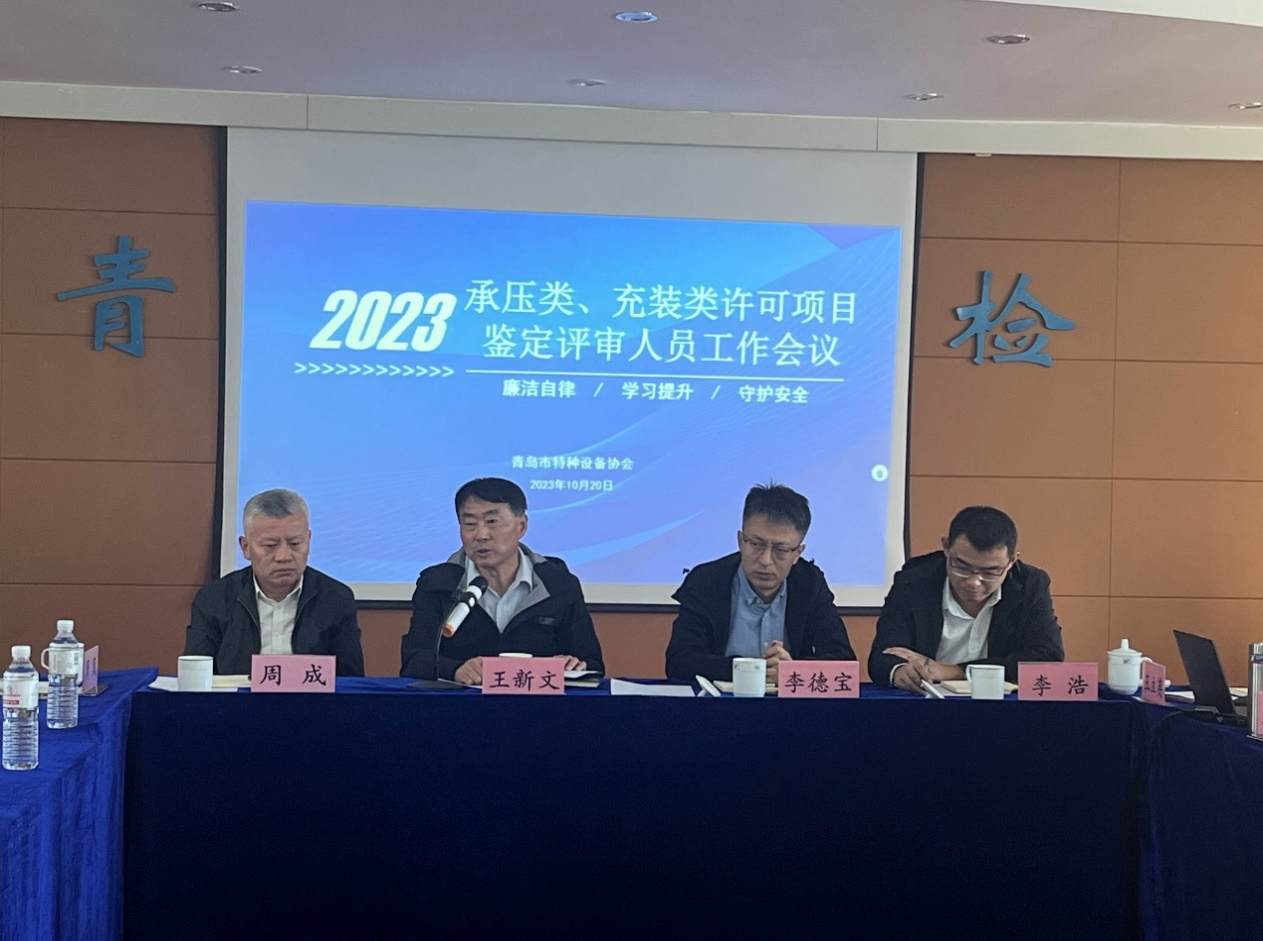 青 检
2023
承压类、充装类许可项目
鉴定评审人员工作会议
>>>>>>>>>>>>>
廉洁自律 / 学习提升 / 守护安全
青岛市特种设备协会
2023年10月20日
周 成
王新文
李德宝
李 浩